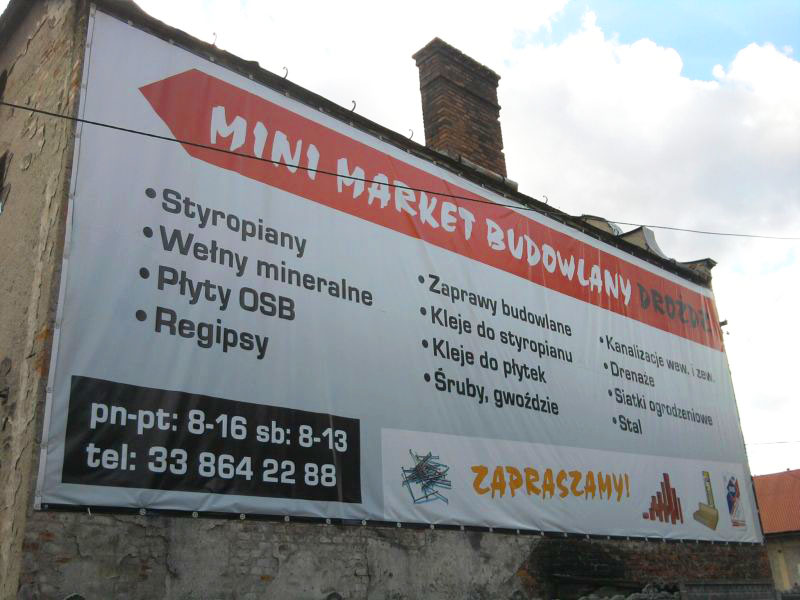 MINI MARKET BUDOWLANY DROŻDŻ
• Styropiany
• Wełny mineralne
• Płyty OSB
• Regipsy
• Zaprawy budowlane
• Kleje do styropianu
• Kleje do płytek
• Śruby, gwoździe
• Kanalizacje wew. i zew.
• Drenaże
• Siatki ogrodzeniowe
• Stal
pn-pt: 8-16 sb: 8-13
tel: 33 864 22 88
ZAPRASZAMY!